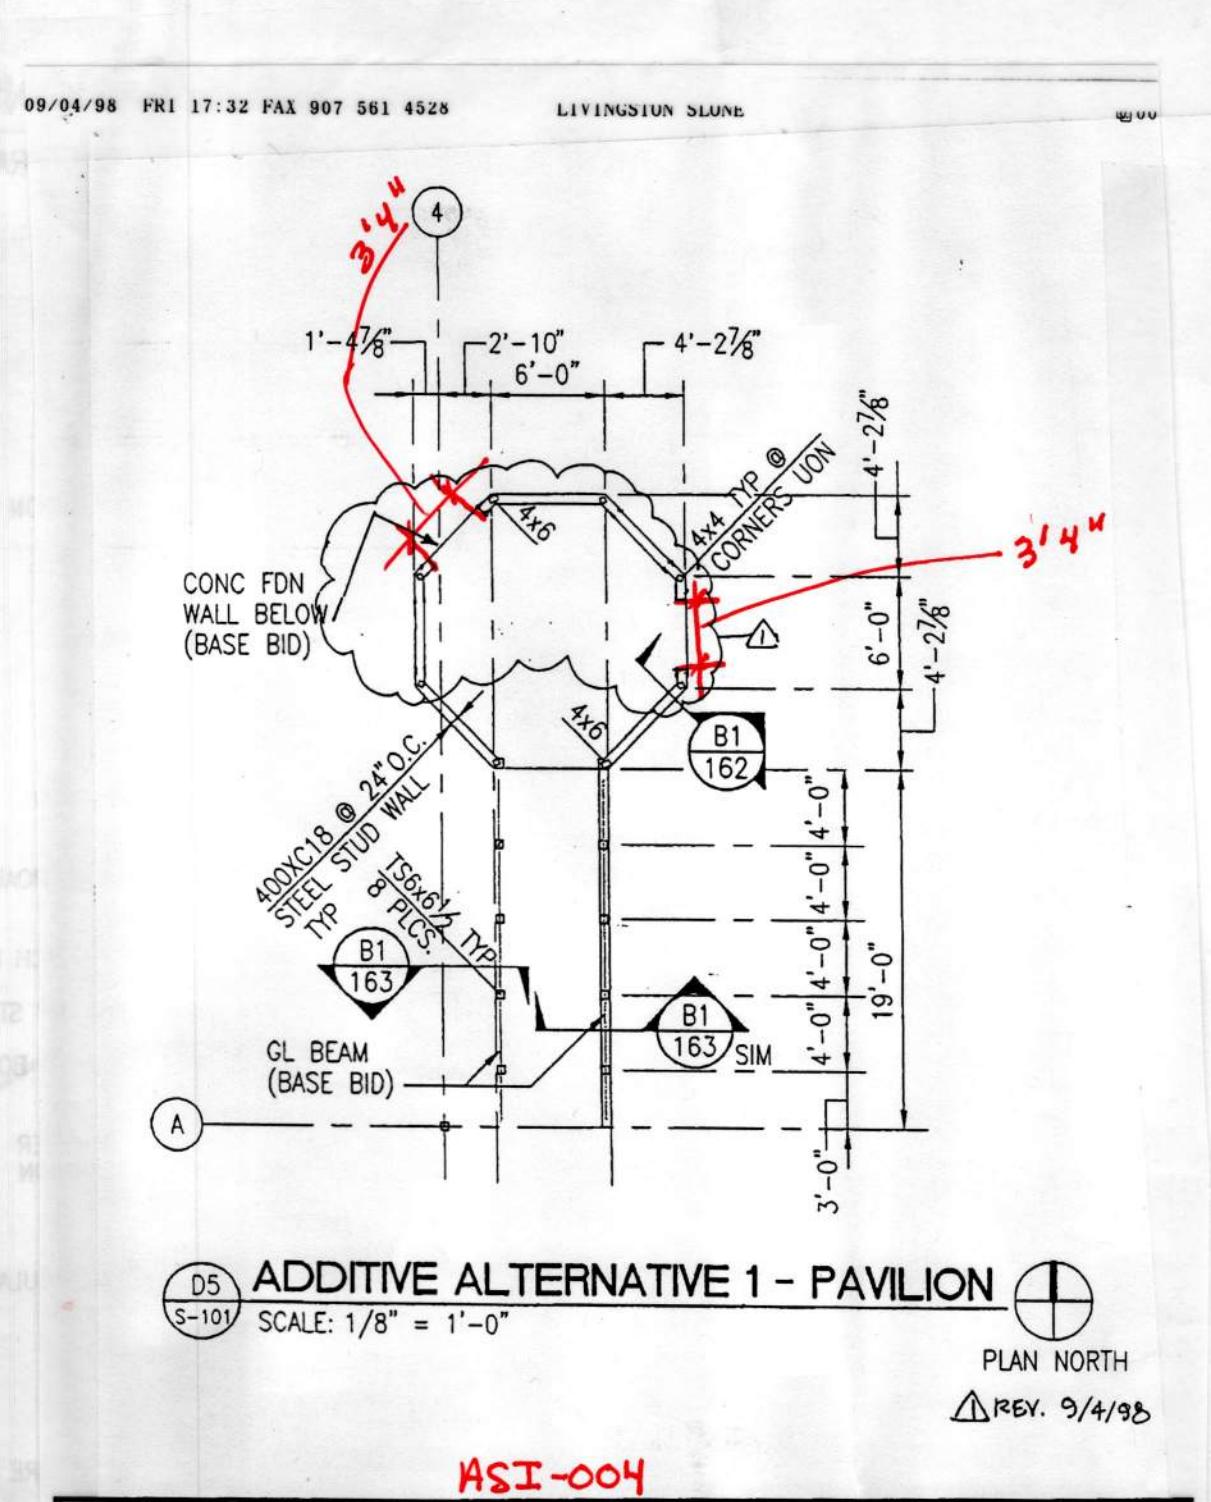 09/04/98 FRI 17:32 FAX 907 561 4528 LIVINGSTON SLONE
3'4"
4
1'-4⅞" 2'-10" 4'-2⅞"
6'-0"
4'-2⅞"
4x4 TYP @
CORNERS UON
4x6
3'4"
CONC FDN
WALL BELOW
(BASE BID)
1
6'-0"
4'-2⅞"
4x6
B1
162
400XC18 @ 24" O.C.
STEEL STUD WALL
TYP
TS6x6½ TYP
8 PLCS.
4'-0"
4'-0"
4'-0"
4'-0"
19'-0"
B1
163
B1
163
SIM
GL BEAM
(BASE BID)
A
3'-0"
D5
S-101
ADDITIVE ALTERNATIVE 1 - PAVILION
SCALE: 1/8" = 1'-0"
PLAN NORTH
1 REV. 9/4/98
ASI-004